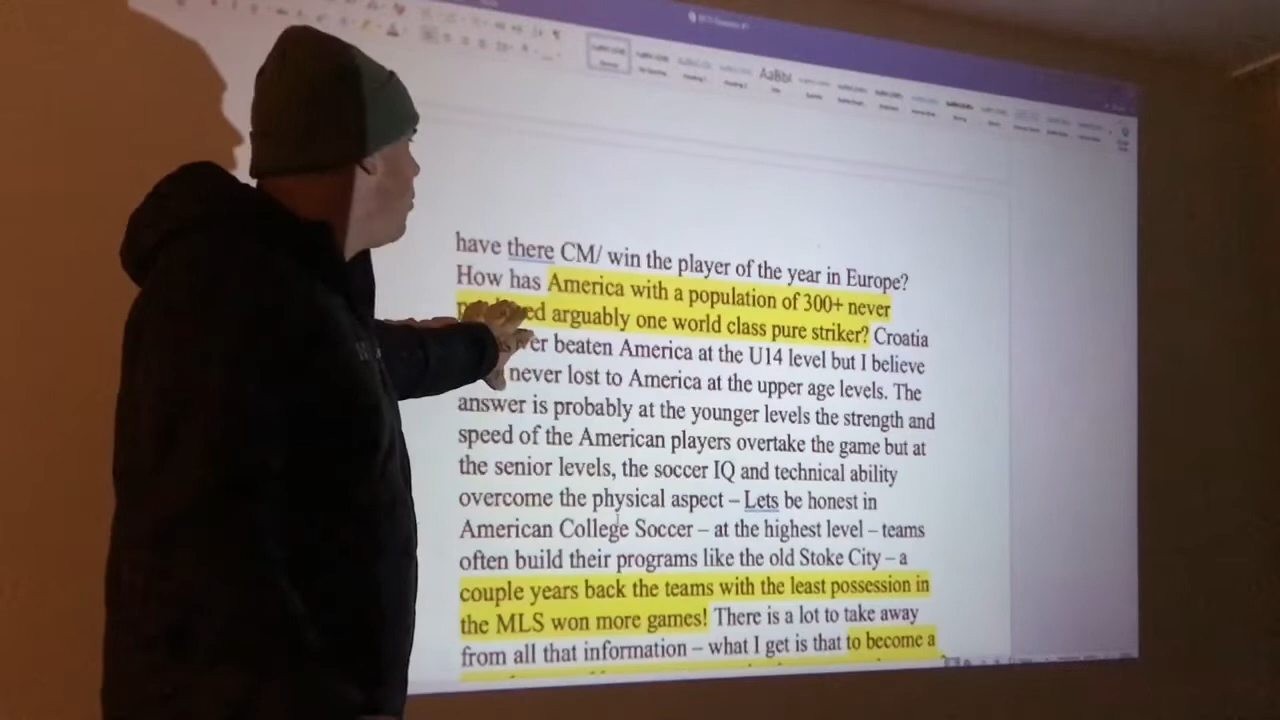 AaBbI
have there CM/ win the player of the year in Europe?
How has America with a population of 300+ never
arguably one world class pure striker? Croatia
beaten America at the U14 level but I believe
never lost to America at the upper age levels. The
answer is probably at the younger levels the strength and
speed of the American players overtake the game but at
the senior levels, the soccer IQ and technical ability
overcome the physical aspect – Lets be honest in
American College Soccer – at the highest level – teams
often build their programs like the old Stoke City – a
couple years back the teams with the least possession in
the MLS won more games! There is a lot to take away
from all that information – what I get is that to become a